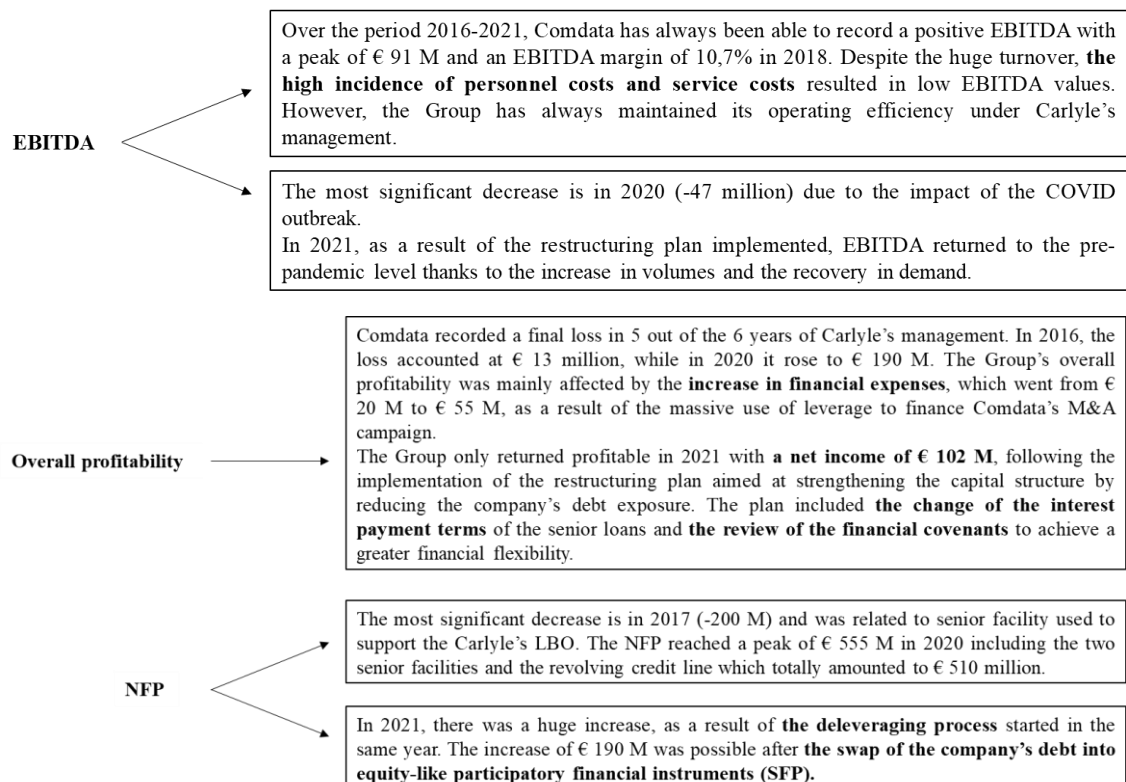 Over the period 2016-2021, Comdata has always been able to record a positive EBITDA with
a peak of € 91 M and an EBITDA margin of 10,7% in 2018. Despite the huge turnover, the
high incidence of personnel costs and service costs resulted in low EBITDA values.
However, the Group has always maintained its operating efficiency under Carlyle's
management.
EBITDA
The most significant decrease is in 2020 (-47 million) due to the impact of the COVID
outbreak.
In 2021, as a result of the restructuring plan implemented, EBITDA returned to the pre-
pandemic level thanks to the increase in volumes and the recovery in demand.
Comdata recorded a final loss in 5 out of the 6 years of Carlyle's management. In 2016, the
loss accounted at € 13 million, while in 2020 it rose to € 190 M. The Group's overall
profitability was mainly affected by the increase in financial expenses, which went from €
20 M to € 55 M, as a result of the massive use of leverage to finance Comdata's M&A
campaign.
Overall profitability
The Group only returned profitable in 2021 with a net income of € 102 M, following the
implementation of the restructuring plan aimed at strengthening the capital structure by
reducing the company's debt exposure. The plan included the change of the interest
payment terms of the senior loans and the review of the financial covenants to achieve a
greater financial flexibility.
The most significant decrease is in 2017 (-200 M) and was related to senior facility used to
support the Carlyle's LBO. The NFP reached a peak of € 555 M in 2020 including the two
senior facilities and the revolving credit line which totally amounted to € 510 million.
NFP
In 2021, there was a huge increase, as a result of the deleveraging process started in the
same year. The increase of € 190 M was possible after the swap of the company's debt into
equity-like participatory financial instruments (SFP).